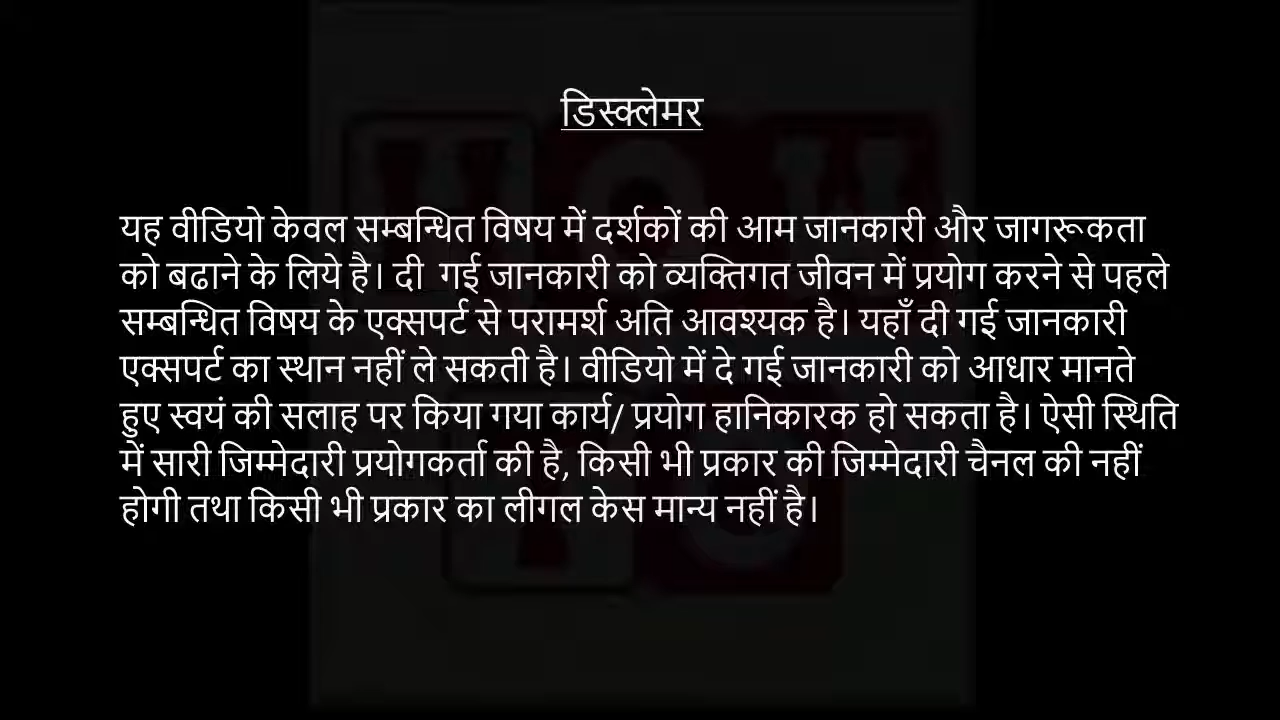 डिस्क्लेमर
यह वीडियो केवल सम्बन्धित विषय में दर्शकों की आम जानकारी और जागरूकता
को बढाने के लिये है। दी गई जानकारी को व्यक्तिगत जीवन में प्रयोग करने से पहले
सम्बन्धित विषय के एक्सपर्ट से परामर्श अति आवश्यक है। यहाँ दी गई जानकारी
एक्सपर्ट का स्थान नहीं ले सकती है। वीडियो में दे गई जानकारी को आधार मानते
हुए स्वयं की सलाह पर किया गया कार्य/ प्रयोग हानिकारक हो सकता है। ऐसी स्थिति
में सारी जिम्मेदारी प्रयोगकर्ता की है, किसी भी प्रकार की जिम्मेदारी चैनल की नहीं
होगी तथा किसी भी प्रकार का लीगल केस मान्य नहीं है।